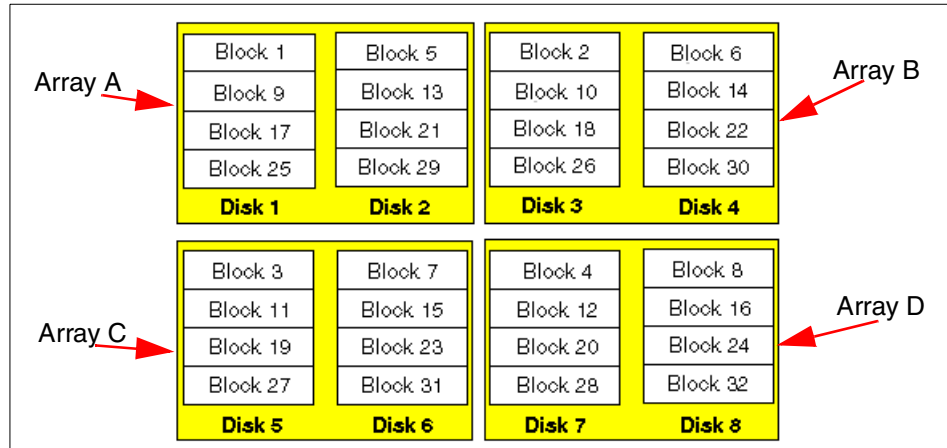 Array A
Block 1
Block 9
Block 17
Block 25
Disk 1
Block 5
Block 13
Block 21
Block 29
Disk 2
Block 2
Block 10
Block 18
Block 26
Disk 3
Block 6
Block 14
Block 22
Block 30
Disk 4
Array B
Array C
Block 3
Block 11
Block 19
Block 27
Disk 5
Block 7
Block 15
Block 23
Block 31
Disk 6
Block 4
Block 12
Block 20
Block 28
Disk 7
Block 8
Block 16
Block 24
Block 32
Disk 8
Array D